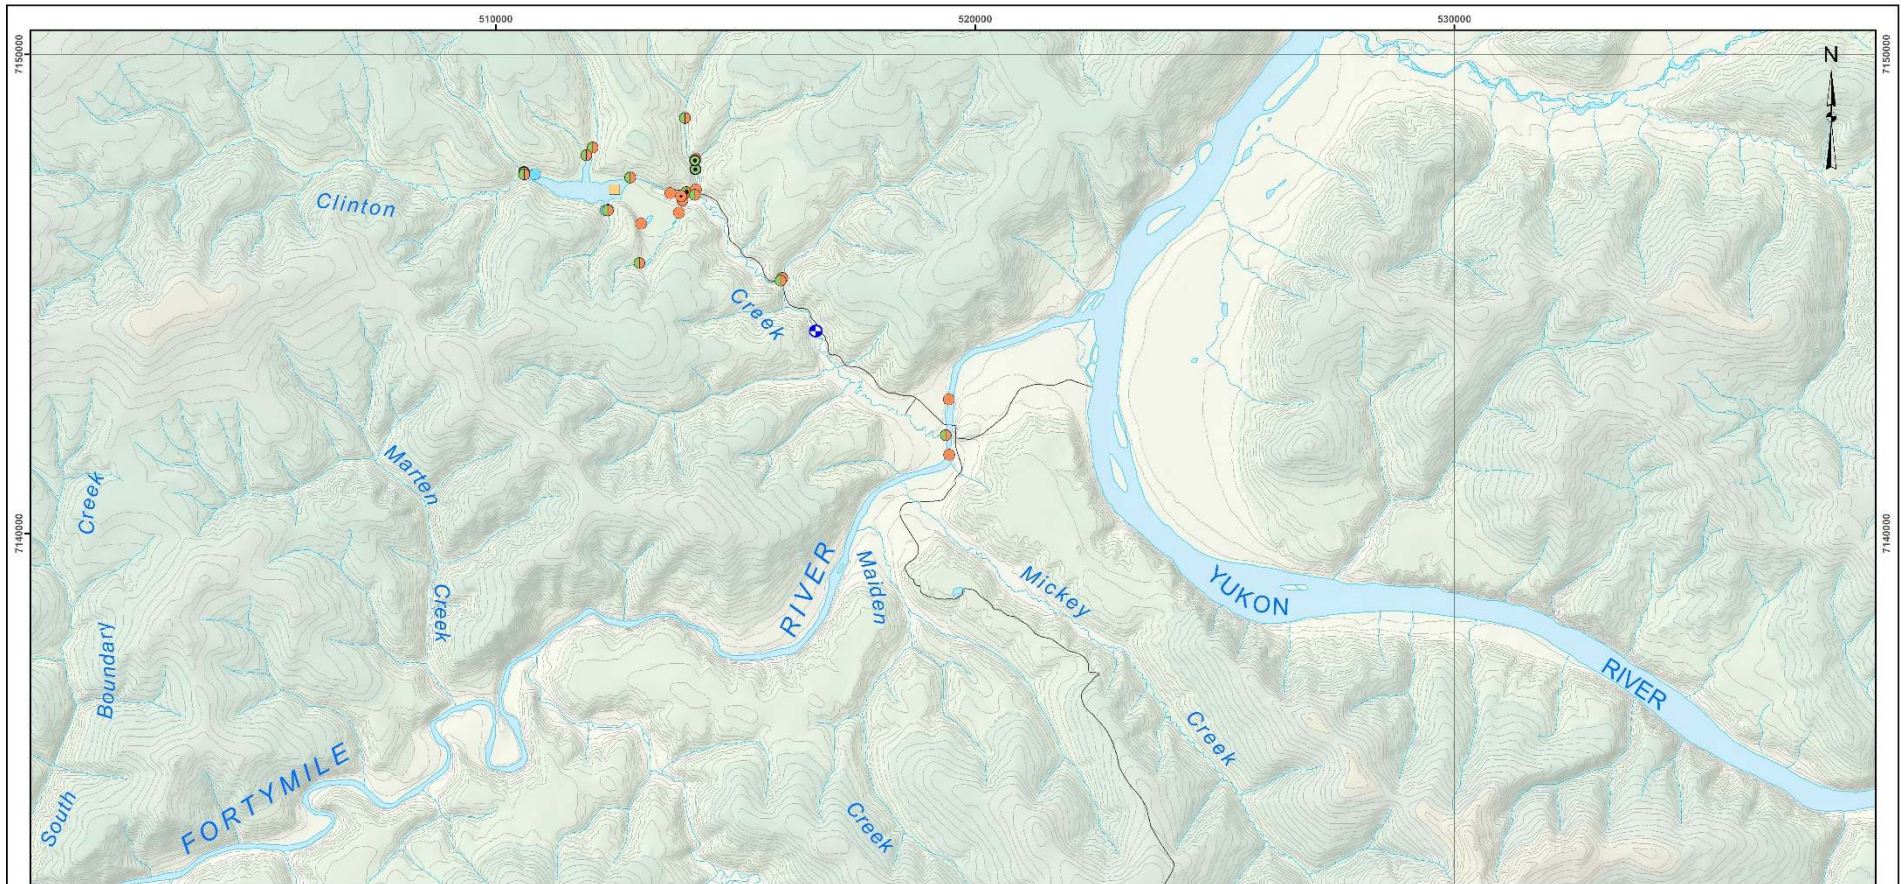 510000
520000
530000
7150000
7150000
N
Clinton
Creek
Creek
Marten
7140000
7140000
RIVER
Maiden
Mickey
YUKON
Creek
Boundary
RIVER
Creek
FORTYMILE
South
Creek